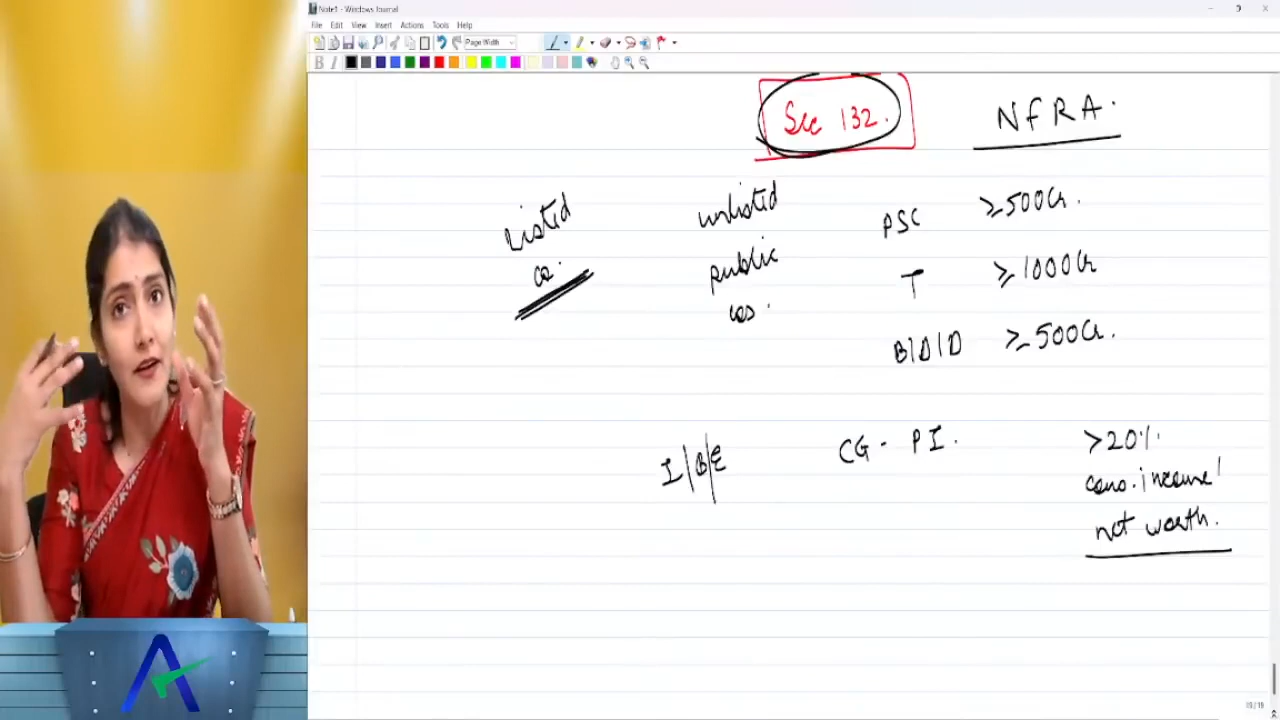 Note1 - Windows Journal
File Edit View Insert Actions Tools Help
Page Width
B I
Sec 132.
NFRA.
Listed
co.
unlisted
public
cos.
PSC ≥500Cr.
T ≥1000Cr
B/D/D ≥500Cr.
I/B/E
CG - PI.
>20%
cons. income/
net worth.